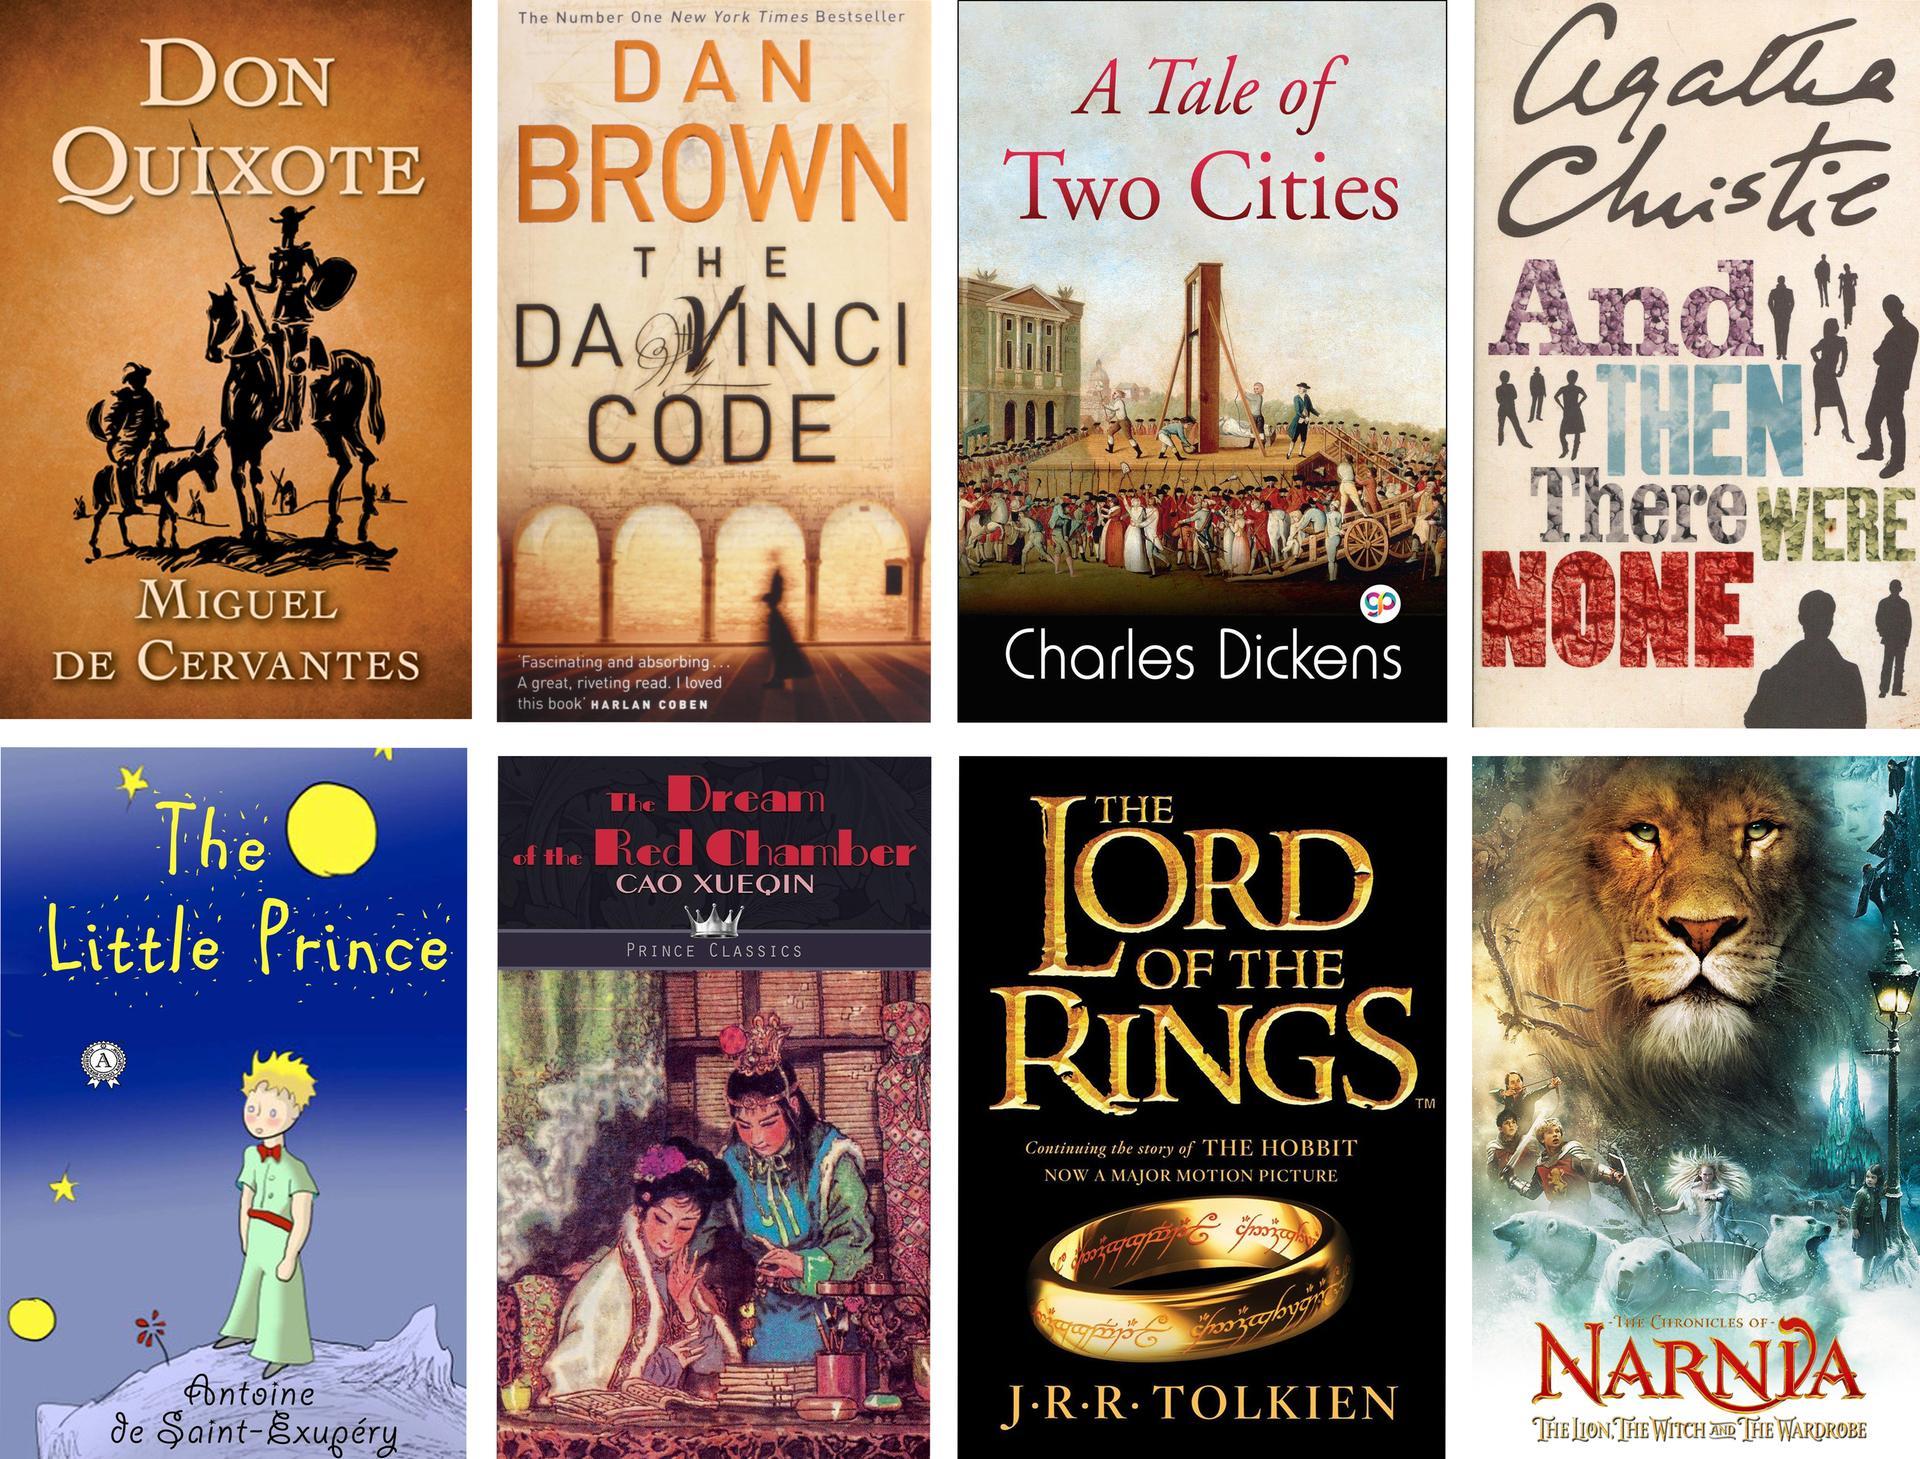 DON
QUIXOTE
MIGUEL
DE CERVANTES
The Number One New York Times Bestseller
DAN
BROWN
THE
DA VINCI
CODE
'Fascinating and absorbing...
A great, riveting read. I loved
this book' HARLAN COBEN
A Tale of
Two Cities
gp
Charles Dickens
Agatha
Christie
And
THEN
There WERE
NONE
The
Little Prince
A
Antoine
de Saint-Exupéry
The Dream
of the Red Chamber
CAO XUEQIN
PRINCE CLASSICS
THE
LORD
OF THE
RINGS
TM
Continuing the story of THE HOBBIT
NOW A MAJOR MOTION PICTURE
J·R·R· TOLKIEN
-THE CHRONICLES OF-
NARNIA
THE LION, THE WITCH AND THE WARDROBE